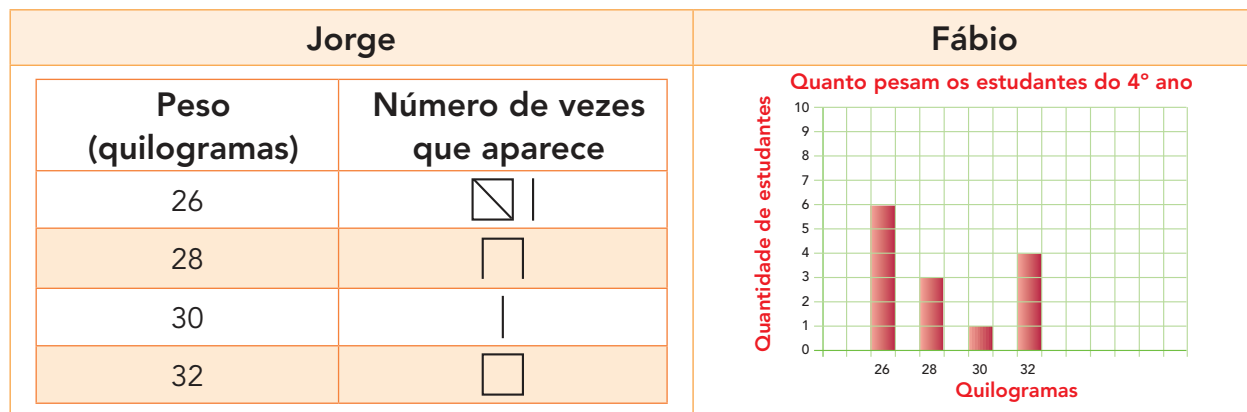 Jorge
Fábio
Peso
(quilogramas)
Número de vezes
que aparece
26
28
30
32
Quanto pesam os estudantes do 4º ano
Quantidade de estudantes
10
9
8
7
6
5
4
3
2
1
0
26 28 30 32
Quilogramas